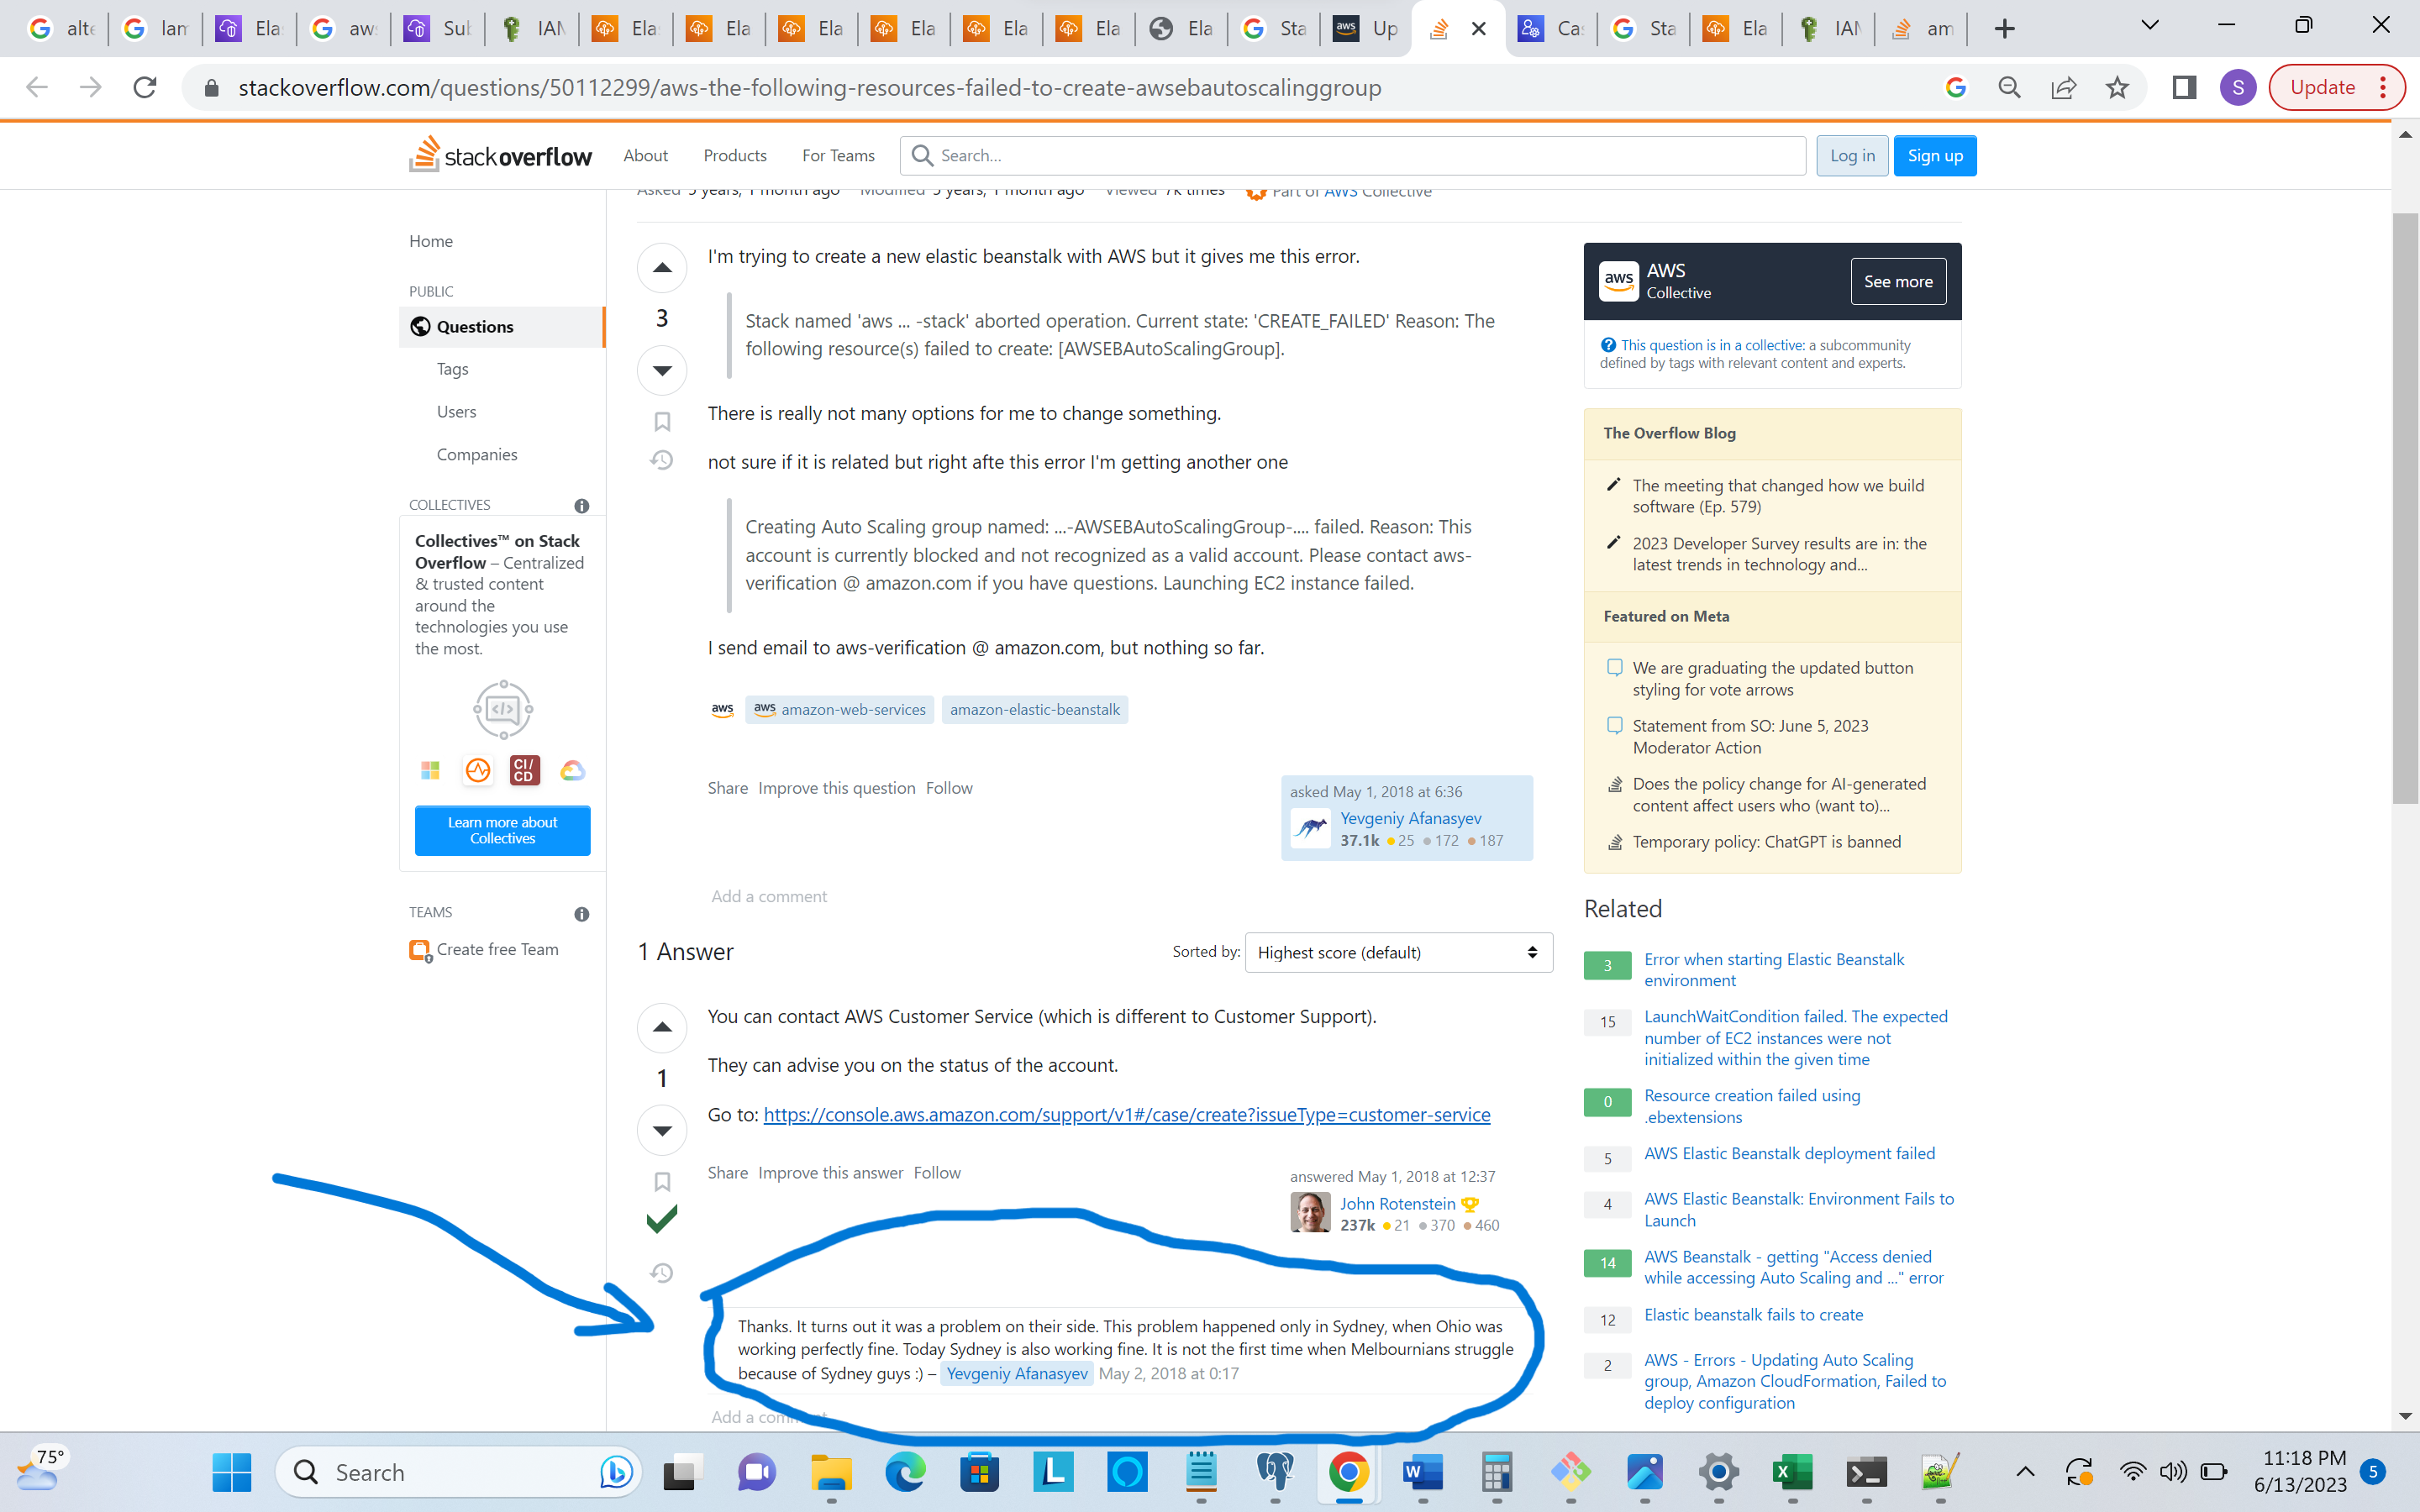 alte
lam
Elas
aws
Sub
IAM
Ela
Ela
Ela
Ela
Ela
Ela
Ela
Sta
aws
Up
Cas
Sta
Ela
IAM
am
stackoverflow.com/questions/50112299/aws-the-following-resources-failed-to-create-awsebautoscalinggroup
S
Update
stackoverflow
About
Products
For Teams
Search...
Log in
Sign up
Asked 5 years, 1 month ago Modified 5 years, 1 month ago Viewed 7k times Part of AWS Collective
Home
PUBLIC
Questions
Tags
Users
Companies
COLLECTIVES
Collectives™ on Stack
Overflow – Centralized
& trusted content
around the
technologies you use
the most.
CI/
CD
Learn more about
Collectives
TEAMS
Create free Team
I'm trying to create a new elastic beanstalk with AWS but it gives me this error.
3
Stack named 'aws ... -stack' aborted operation. Current state: 'CREATE_FAILED' Reason: The
following resource(s) failed to create: [AWSEBAutoScalingGroup].
There is really not many options for me to change something.
not sure if it is related but right afte this error I'm getting another one
Creating Auto Scaling group named: ...-AWSEBAutoScalingGroup-.... failed. Reason: This
account is currently blocked and not recognized as a valid account. Please contact aws-
verification @ amazon.com if you have questions. Launching EC2 instance failed.
I send email to aws-verification @ amazon.com, but nothing so far.
aws
aws amazon-web-services
amazon-elastic-beanstalk
Share Improve this question Follow
asked May 1, 2018 at 6:36
Yevgeniy Afanasyev
37.1k 25 172 187
Add a comment
1 Answer
Sorted by: Highest score (default)
You can contact AWS Customer Service (which is different to Customer Support).
1
They can advise you on the status of the account.
Go to: https://console.aws.amazon.com/support/v1#/case/create?issueType=customer-service
Share Improve this answer Follow
answered May 1, 2018 at 12:37
John Rotenstein
237k 21 370 460
Thanks. It turns out it was a problem on their side. This problem happened only in Sydney, when Ohio was
working perfectly fine. Today Sydney is also working fine. It is not the first time when Melbournians struggle
because of Sydney guys :) – Yevgeniy Afanasyev May 2, 2018 at 0:17
Add a comment
aws
AWS
Collective
See more
This question is in a collective: a subcommunity
defined by tags with relevant content and experts.
The Overflow Blog
The meeting that changed how we build
software (Ep. 579)
2023 Developer Survey results are in: the
latest trends in technology and...
Featured on Meta
We are graduating the updated button
styling for vote arrows
Statement from SO: June 5, 2023
Moderator Action
Does the policy change for AI-generated
content affect users who (want to)...
Temporary policy: ChatGPT is banned
Related
3 Error when starting Elastic Beanstalk
environment
15 LaunchWaitCondition failed. The expected
number of EC2 instances were not
initialized within the given time
0 Resource creation failed using
.ebextensions
5 AWS Elastic Beanstalk deployment failed
4 AWS Elastic Beanstalk: Environment Fails to
Launch
14 AWS Beanstalk - getting "Access denied
while accessing Auto Scaling and ..." error
12 Elastic beanstalk fails to create
2 AWS - Errors - Updating Auto Scaling
group, Amazon CloudFormation, Failed to
deploy configuration
75°
Search
L
W
X
11:18 PM
6/13/2023
5